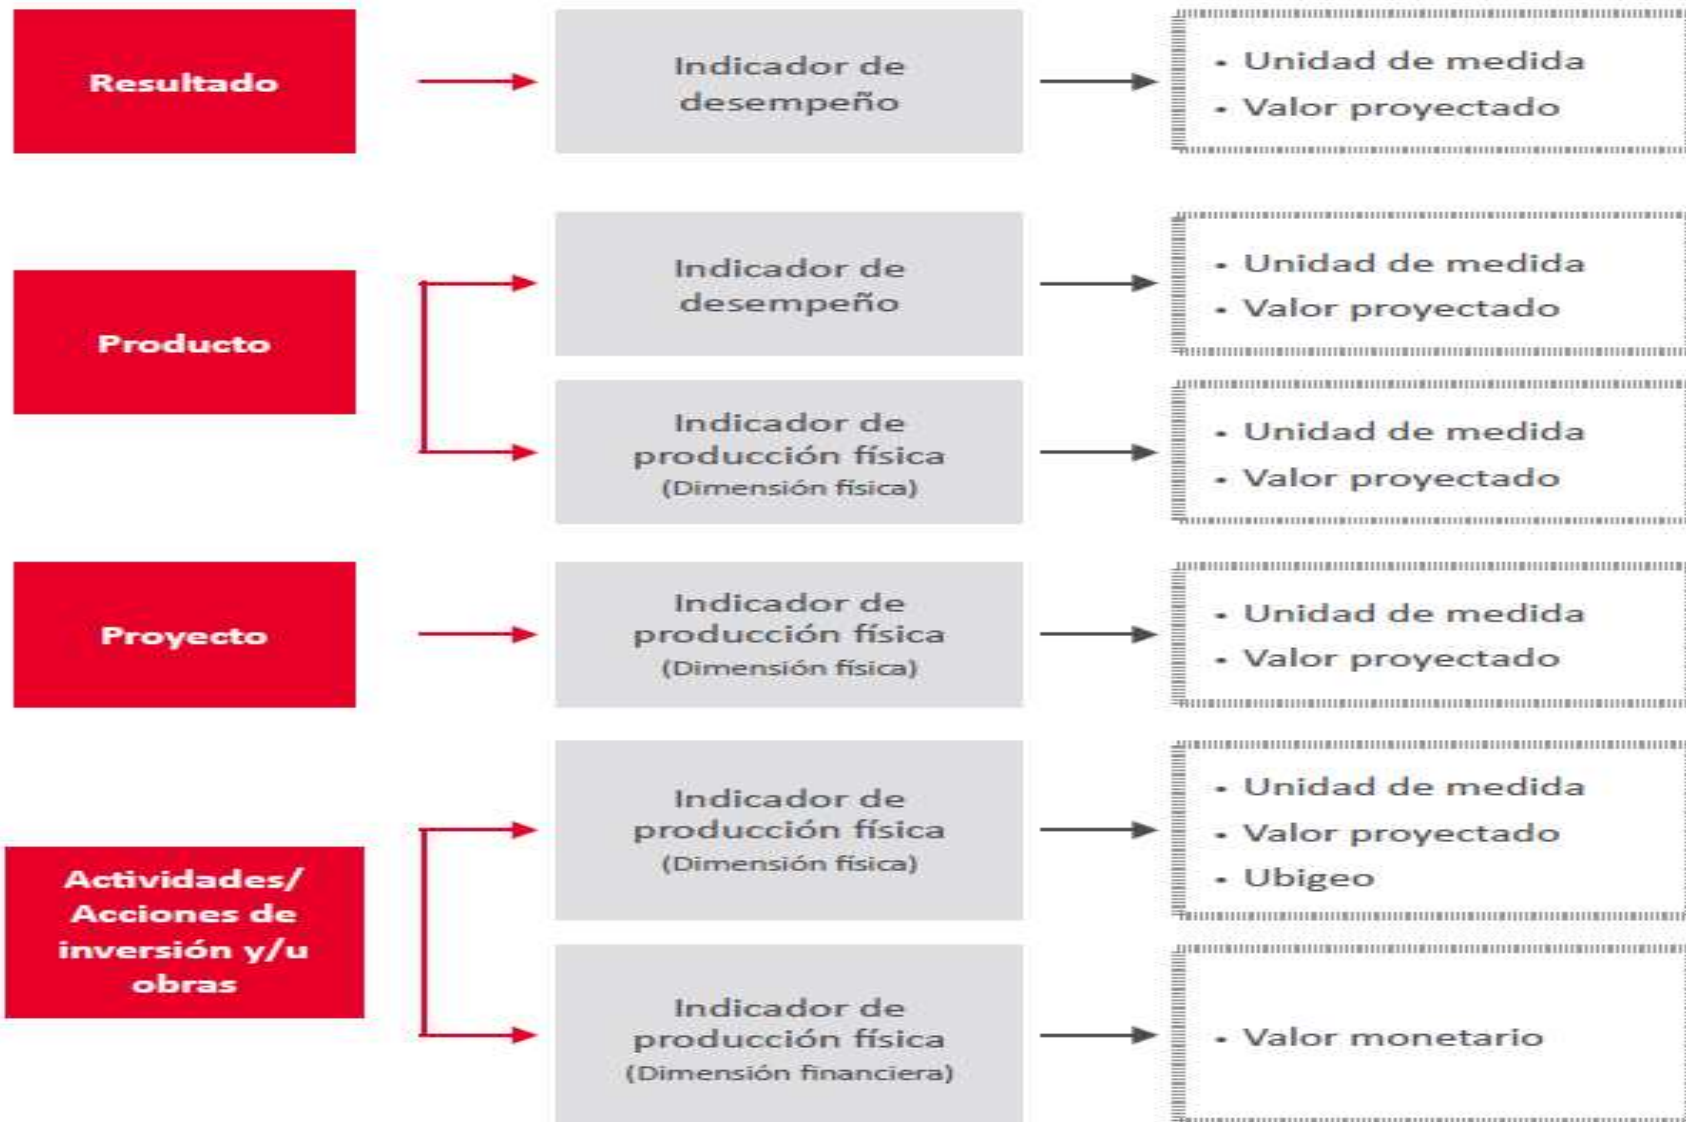 Resultado
Indicador de
desempeño
• Unidad de medida
• Valor proyectado
Producto
Indicador de
desempeño
• Unidad de medida
• Valor proyectado
Indicador de
producción física
(Dimensión física)
• Unidad de medida
• Valor proyectado
Proyecto
Indicador de
producción física
(Dimensión física)
• Unidad de medida
• Valor proyectado
Actividades/
Acciones de
inversión y/u
obras
Indicador de
producción física
(Dimensión física)
• Unidad de medida
• Valor proyectado
• Ubigeo
Indicador de
producción física
(Dimensión financiera)
• Valor monetario